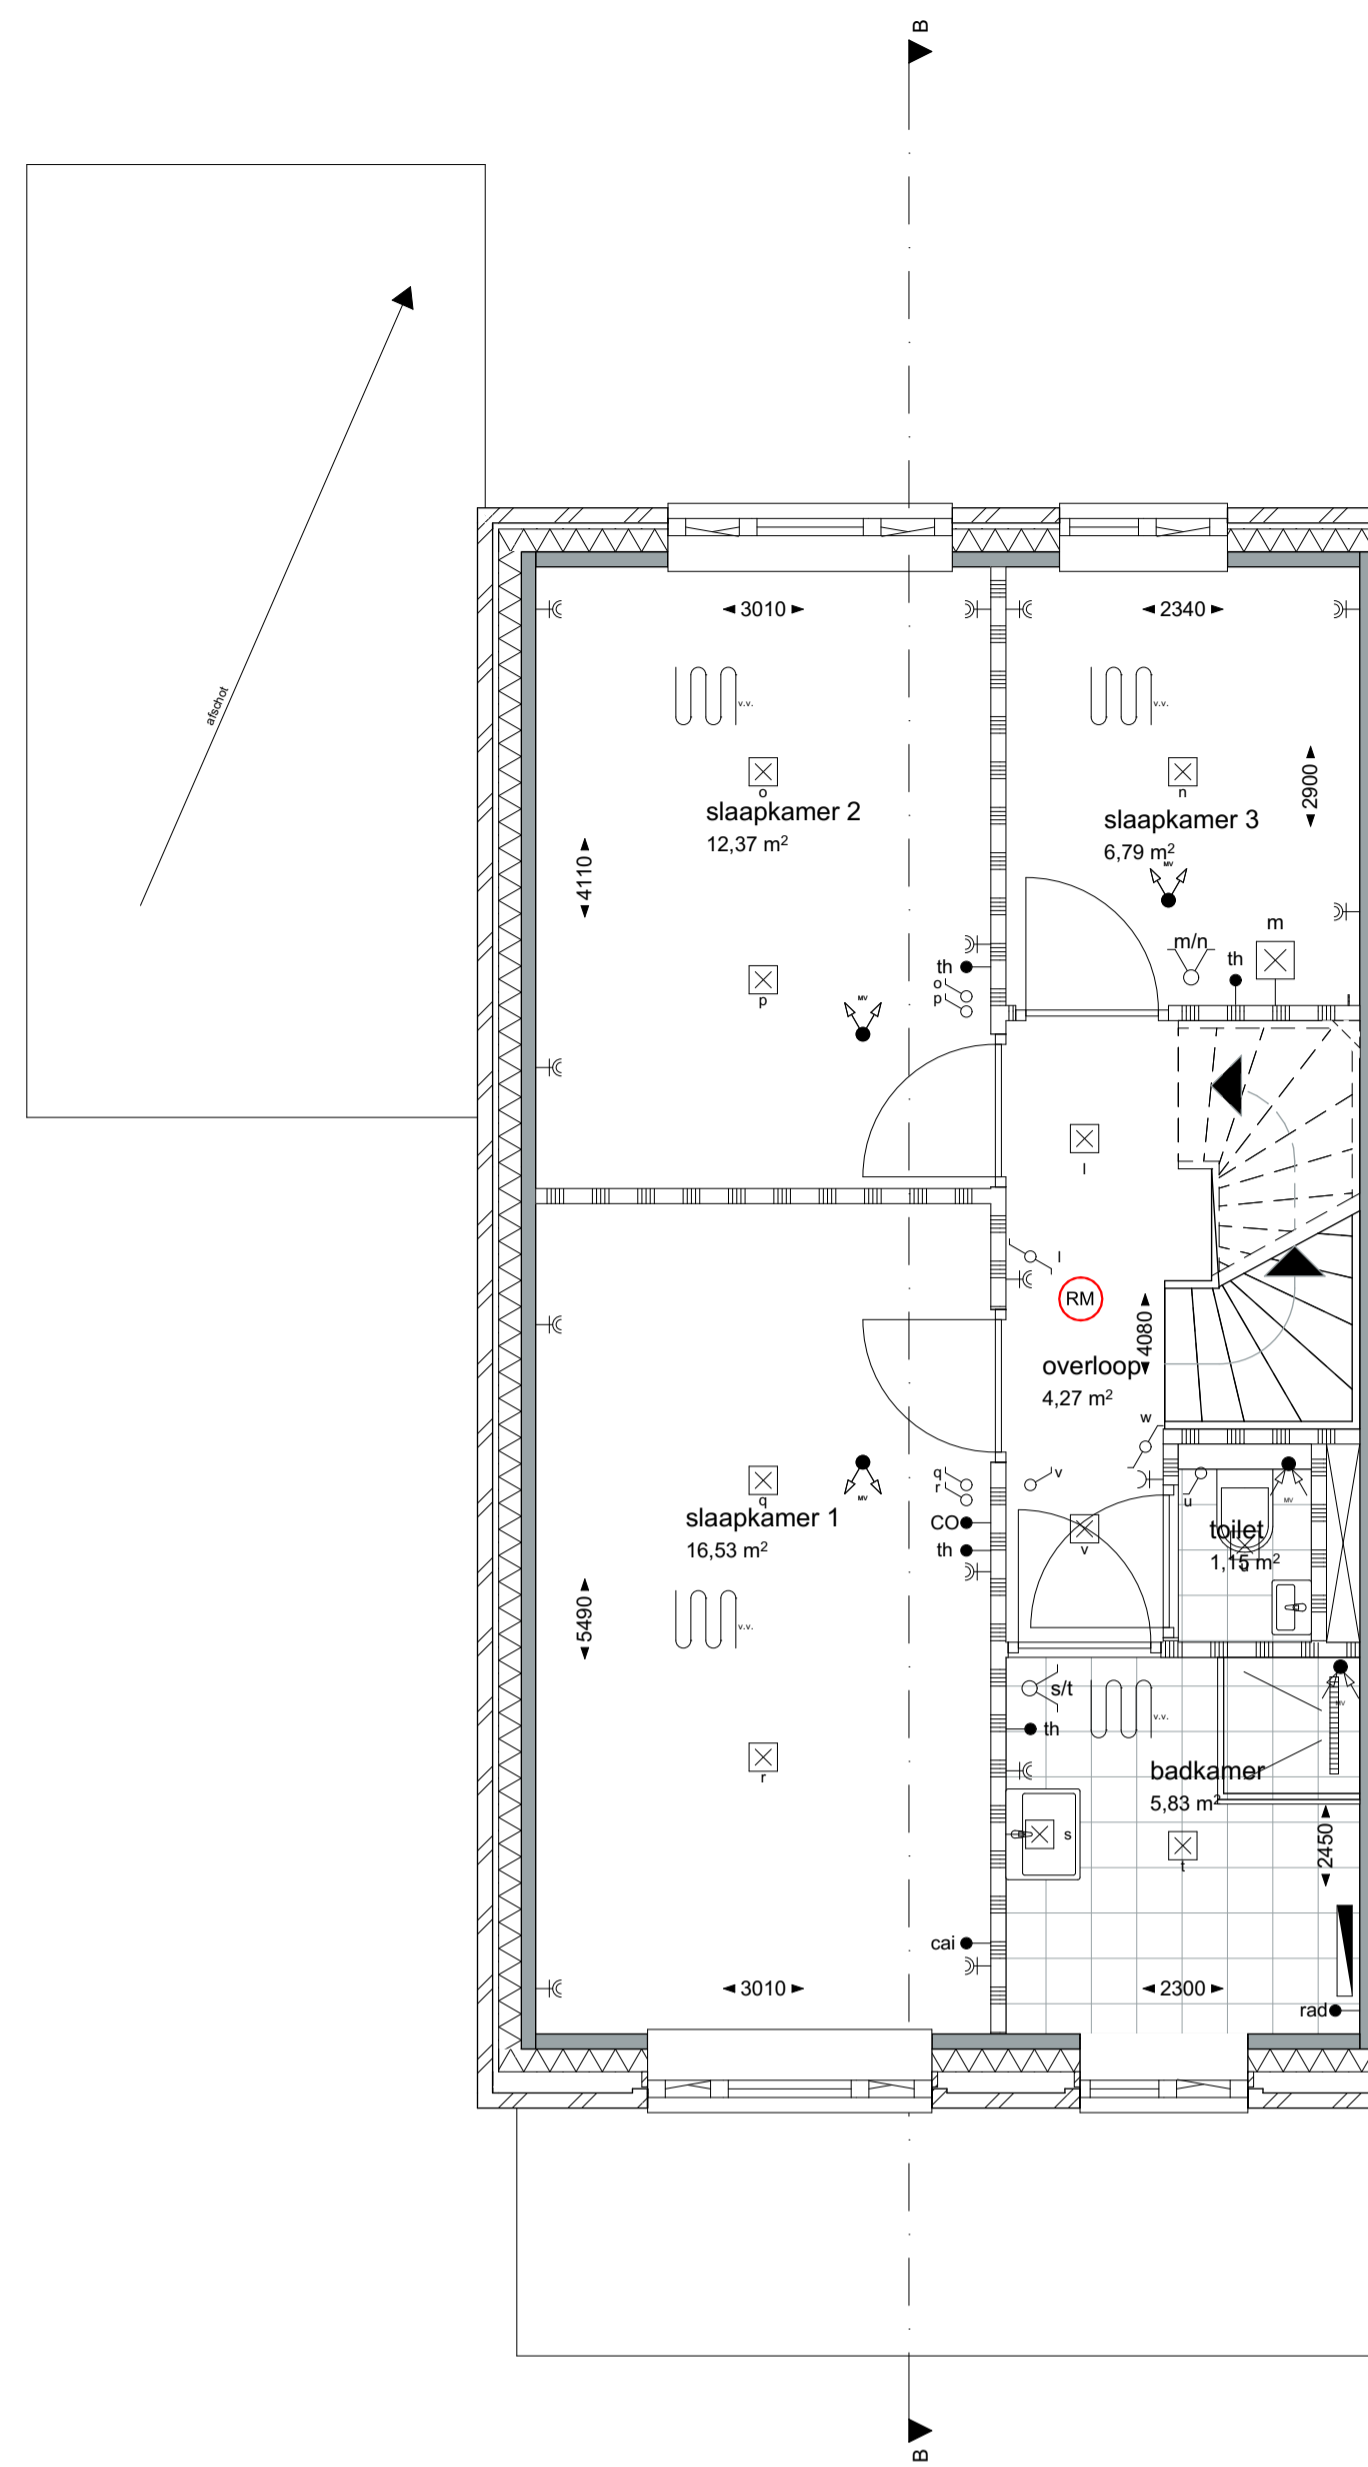 B
afschot
3010
2340
v.v.
v.v.
o
n
2900
slaapkamer 2
12,37 m²
slaapkamer 3
6,79 m²
MV
4110
m/n
m
th
th
o
p
p
MV
l
l
l
RM
4080
overloop
4,27 m²
w
q
r
v
q
u
MV
slaapkamer 1
16,53 m²
CO
th
v
toilet
1,15 m²
u
5490
v.v.
s/t
th
v.v.
MV
badkamer
5,83 m²
r
s
t
2450
cai
3010
2300
rad
B